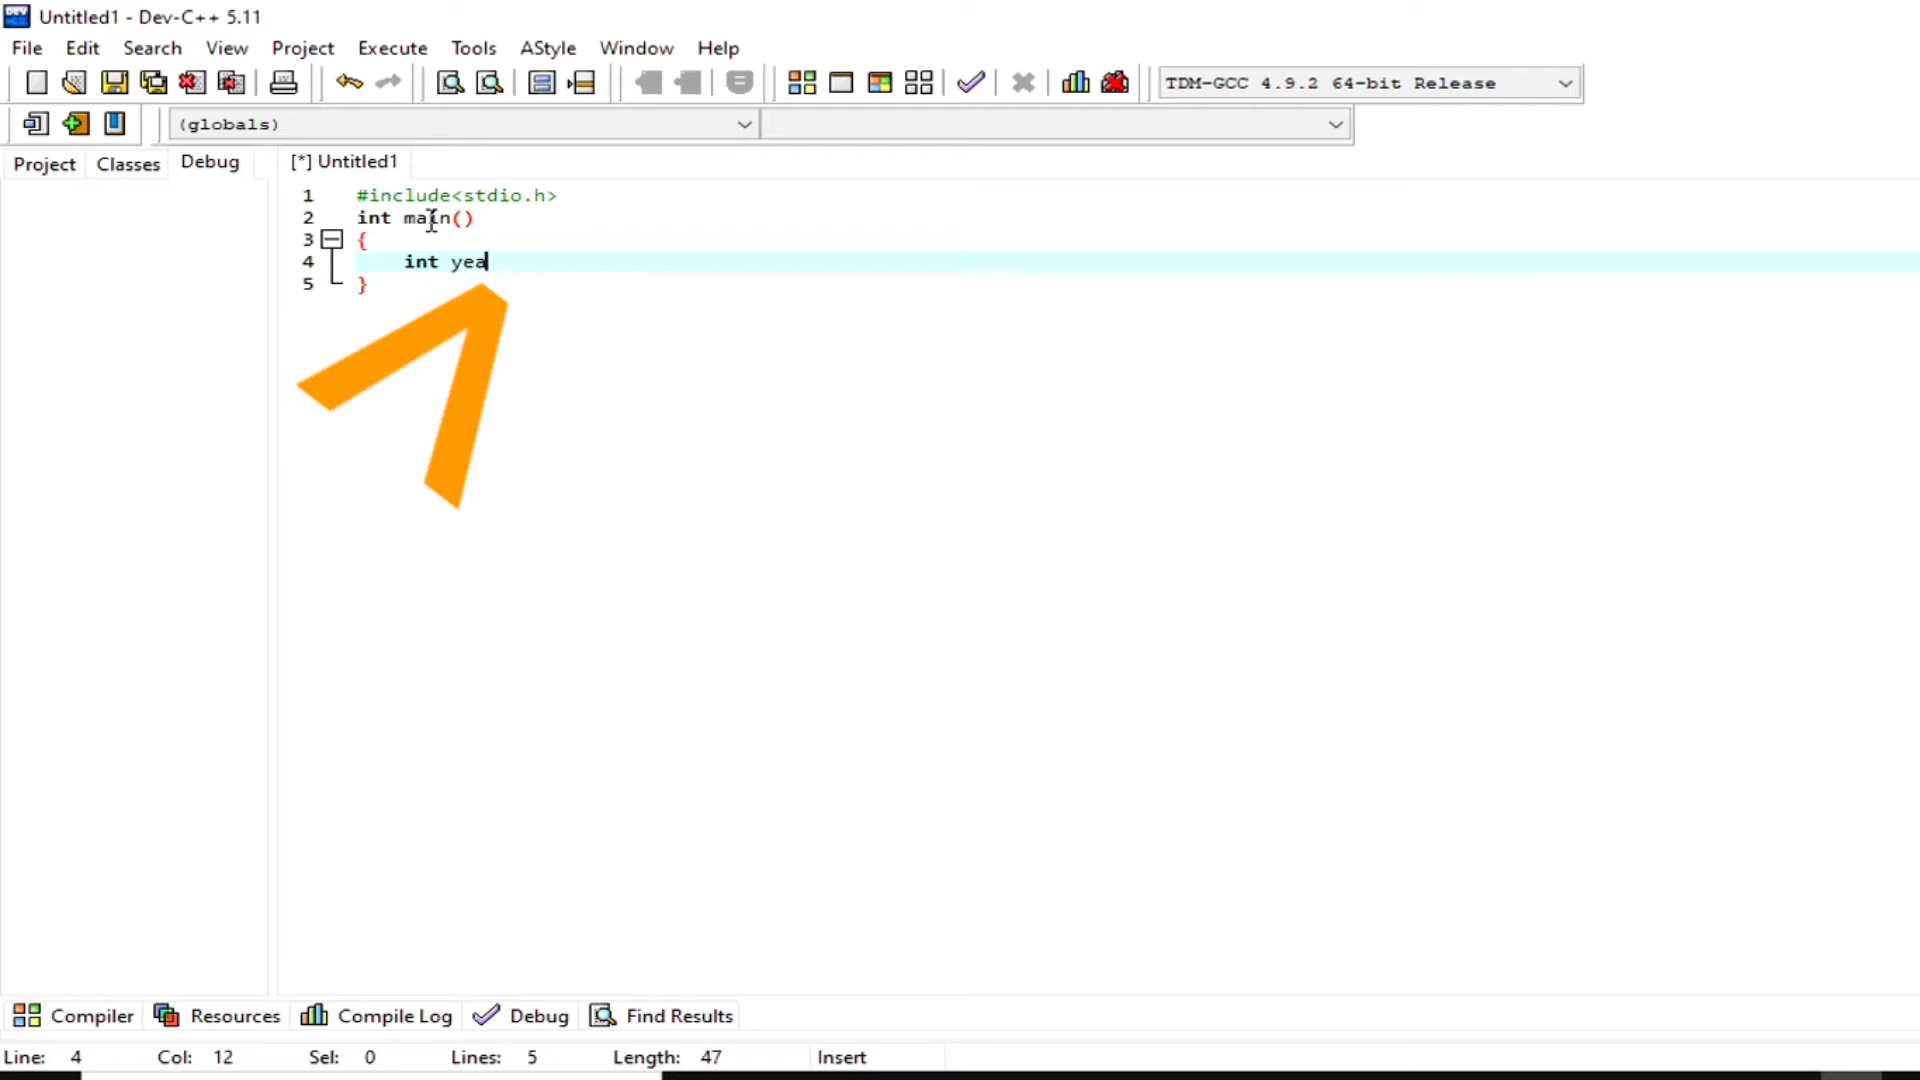 Untitled1 - Dev-C++ 5.11
File Edit Search View Project Execute Tools AStyle Window Help
TDM-GCC 4.9.2 64-bit Release
(globals)
Project Classes Debug [*] Untitled1
1 #include<stdio.h>
2 int main()
3 {
4 int yea
5 }
Compiler Resources Compile Log Debug Find Results
Line: 4 Col: 12 Sel: 0 Lines: 5 Length: 47 Insert